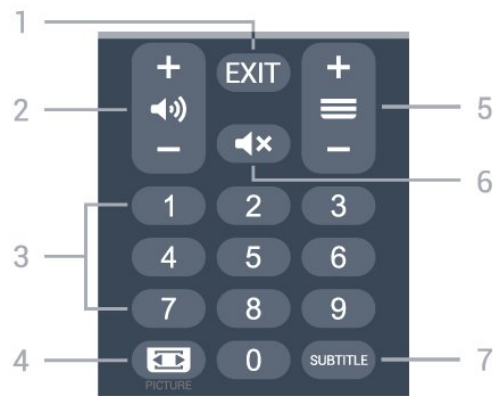 1
+ EXIT +
2 5
− −
6
1 2 3
3
4 5 6
7 8 9
4 0 SUBTITLE 7
PICTURE